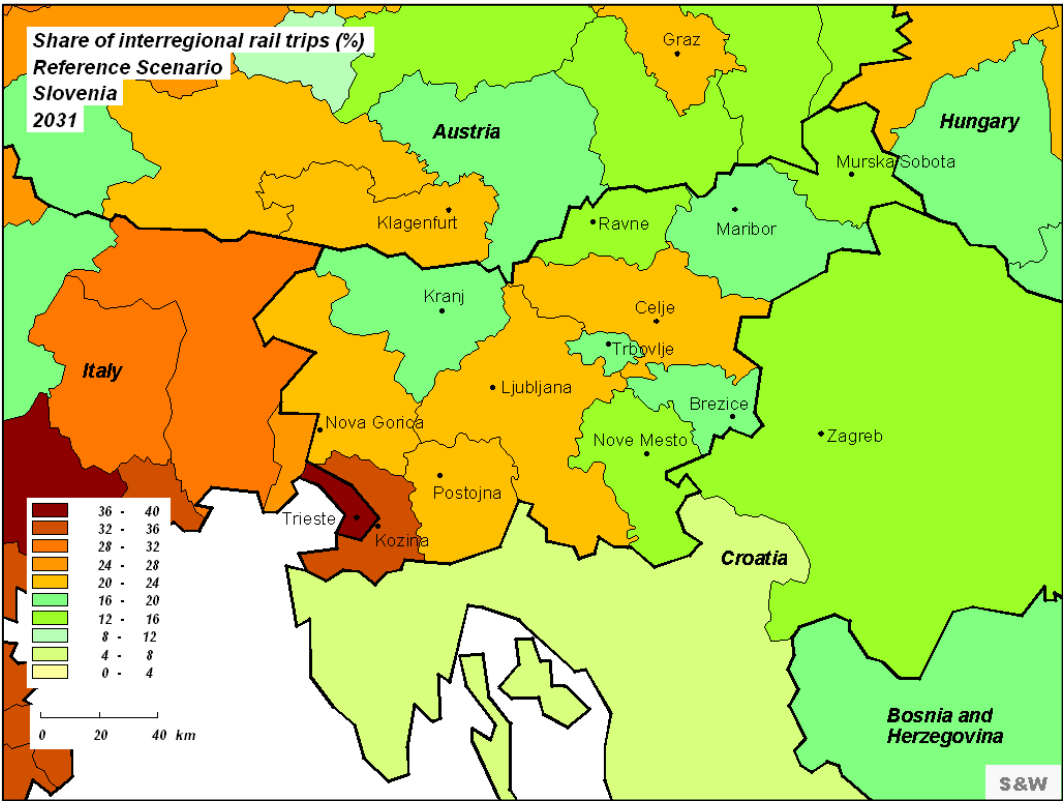 Share of interregional rail trips (%)
Reference Scenario
Slovenia
2031
Graz
Austria
Hungary
Murska Sobota
Klagenfurt
Ravne
Maribor
Kranj
Celje
Trbovlje
Italy
Ljubljana
Brezice
Nova Gorica
Nove Mesto
Zagreb
Postojna
Trieste
Kozina
Croatia
36 - 40
32 - 36
28 - 32
24 - 28
20 - 24
16 - 20
12 - 16
8 - 12
4 - 8
0 - 4
0 20 40 km
Bosnia and
Herzegovina
S&W